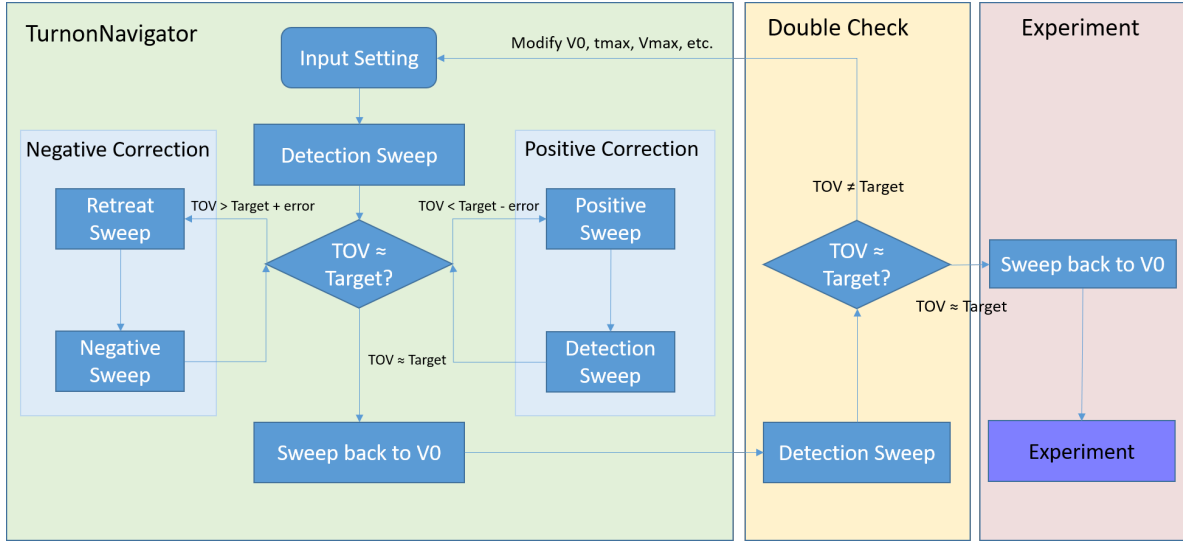 TurnonNavigator
Input Setting
Modify V0, tmax, Vmax, etc.
Detection Sweep
Negative Correction
Retreat
Sweep
TOV > Target + error
Negative
Sweep
TOV ≈
Target?
TOV < Target - error
Positive Correction
Positive
Sweep
Detection
Sweep
TOV ≈ Target
Sweep back to V0
Double Check
TOV ≠ Target
TOV ≈
Target?
TOV ≈ Target
Detection Sweep
Experiment
Sweep back to V0
Experiment